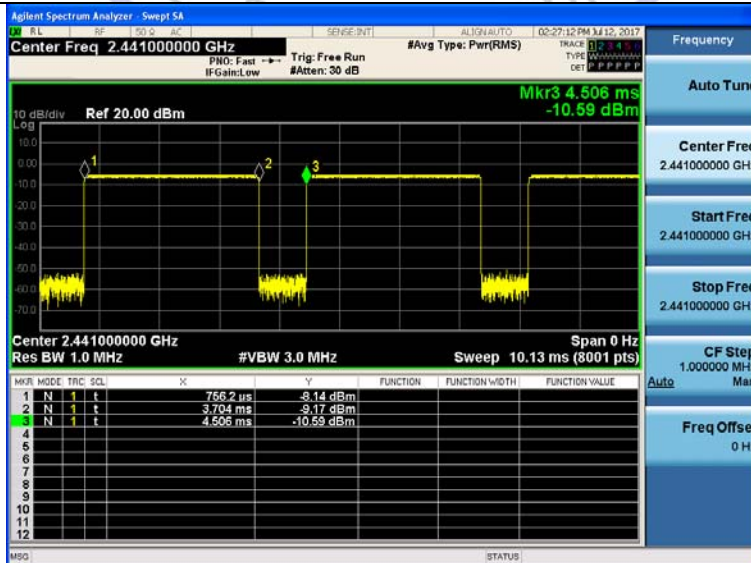 Agilent Spectrum Analyzer - Swept SA
RL RF 50 Ω AC SENSE:INT ALIGNAUTO 02:27:12 PM Jul 12, 2017
Center Freq 2.441000000 GHz #Avg Type: Pwr(RMS) TRACE 1 2 3 4 5 6
PNO: Fast Trig: Free Run TYPE
IFGain:Low #Atten: 30 dB DET P P P P P P
Mkr3 4.506 ms
10 dB/div Ref 20.00 dBm -10.59 dBm
Log
10.0
0.00
1
2
3
-10.0
-20.0
-30.0
-40.0
-50.0
-60.0
-70.0
Center 2.441000000 GHz Span 0 Hz
Res BW 1.0 MHz #VBW 3.0 MHz Sweep 10.13 ms (8001 pts)
MKR MODE TRC SCL X Y FUNCTION FUNCTION WIDTH FUNCTION VALUE
1 N 1 t 756.2 µs -8.14 dBm
2 N 1 t 3.704 ms -9.17 dBm
3 N 1 t 4.506 ms -10.59 dBm
4
5
6
7
8
9
10
11
12
MSG STATUS
Frequency
Auto Tun
Center Fre
2.441000000 GH
Start Fre
2.441000000 GH
Stop Fre
2.441000000 GH
CF Step
1.000000 MH
Auto Ma
Freq Offse
0 H